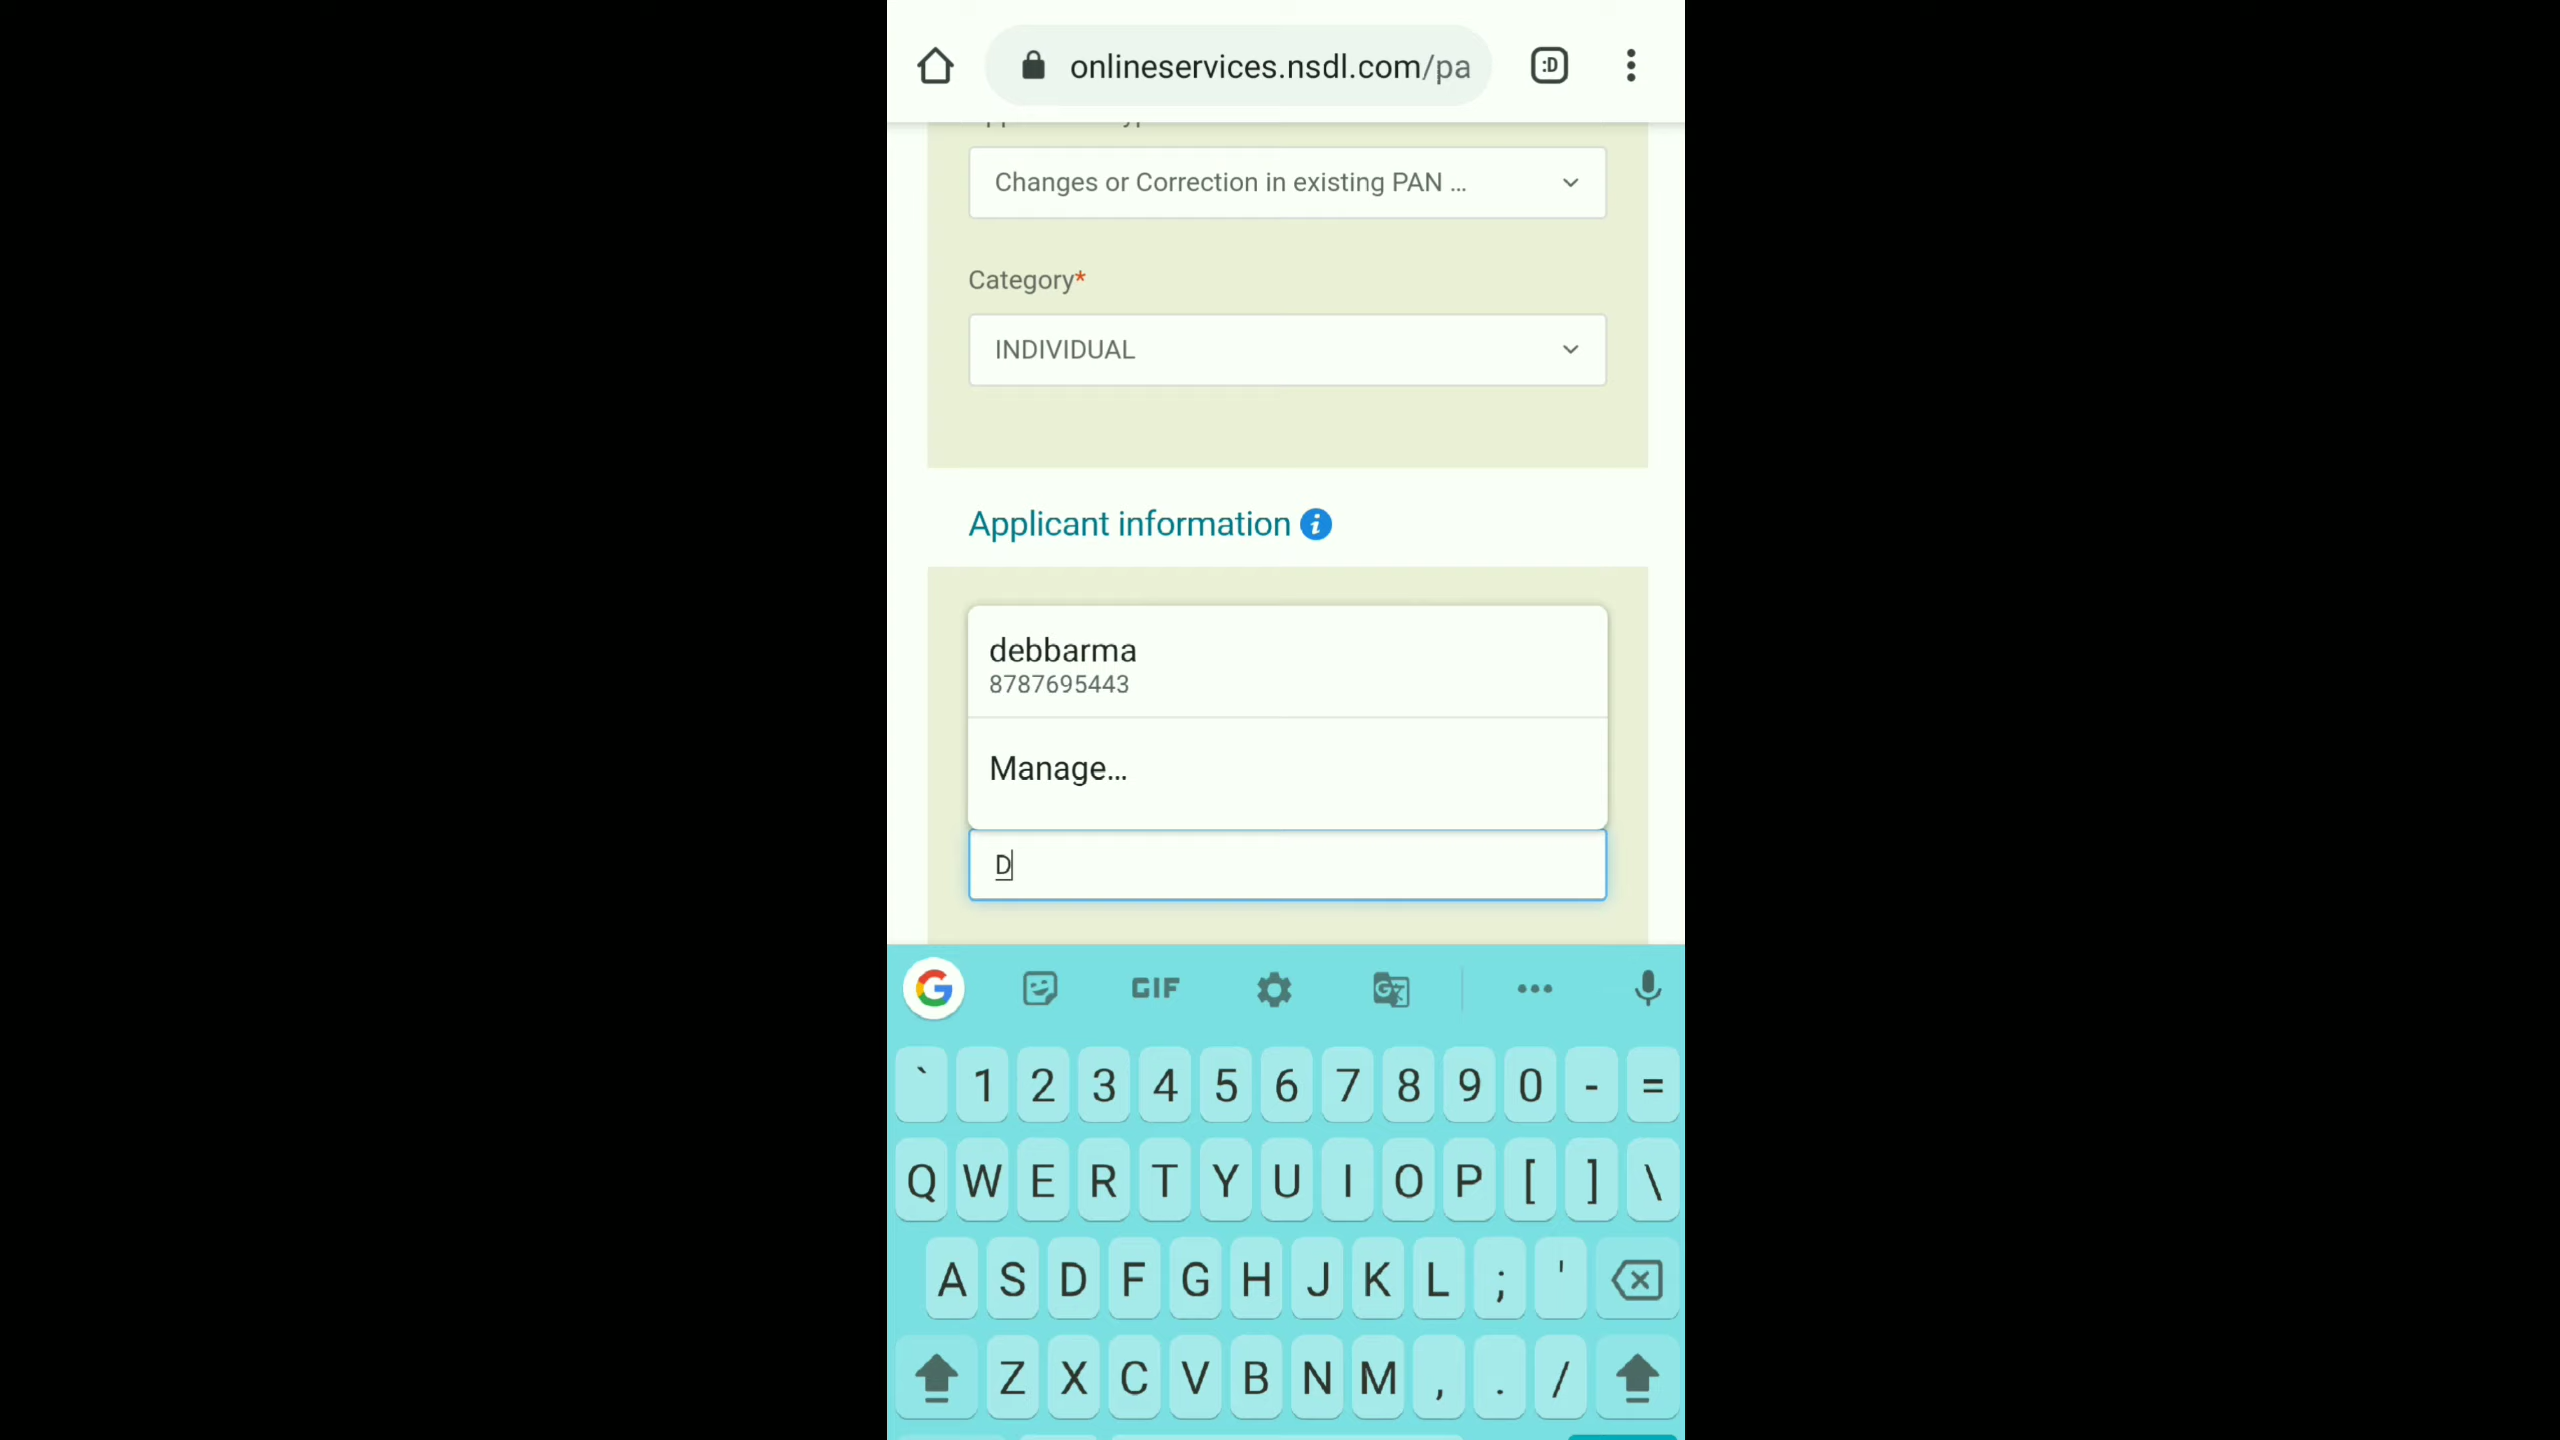 :D
onlineservices.nsdl.com/pa
Changes or Correction in existing PAN ...
Category*
INDIVIDUAL
Applicant information i
debbarma
8787695443
Manage...
D
G GIF G
` 1 2 3 4 5 6 7 8 9 0 - =
Q W E R T Y U I O P [ ] \
A S D F G H J K L ; '
Z X C V B N M , . /